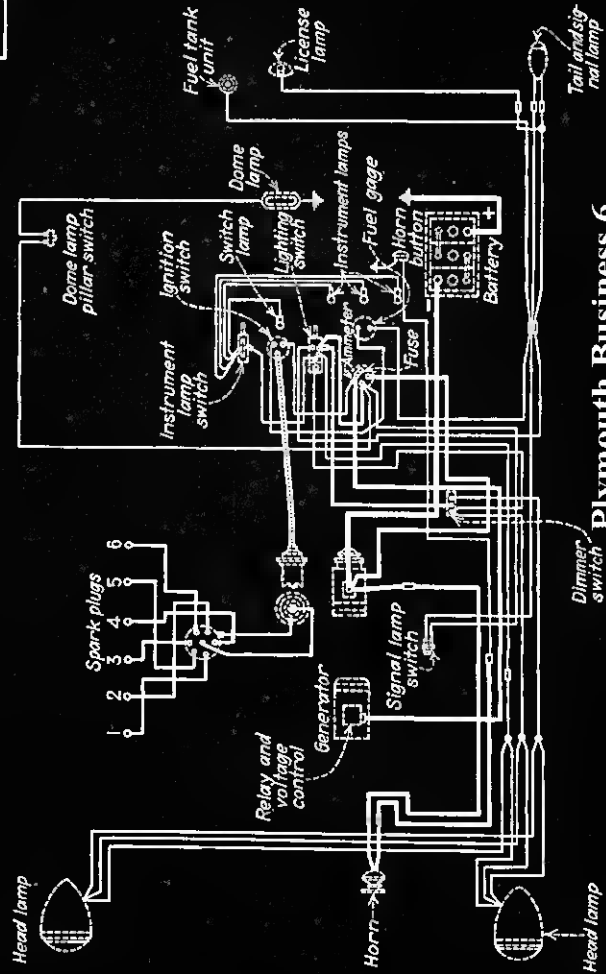 Head lamp
Spark plugs
1 2 3 4 5 6
Dome lamp
pillar switch
Fuel tank
unit
License
lamp
Instrument
lamp
switch
Ignition
switch
Switch
lamp
Lighting
switch
Dome
lamp
Instrument lamps
Fuel gage
Horn
button
Ammeter
Fuse
Battery
+
–
Relay and
voltage
control
Generator
Horn
Signal lamp
switch
Dimmer
switch
Tail and sig-
nal lamp
Head lamp
Plymouth Business 6